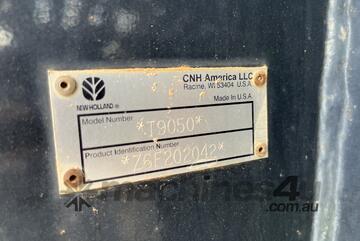 CNH America LLC
Racine, WI 53404 U.S.A.
Made in U.S.A.
NEW HOLLAND ®
Model Number
*T9050*
Product Identification Number
*Z6F202042*
machines4u
.com.au